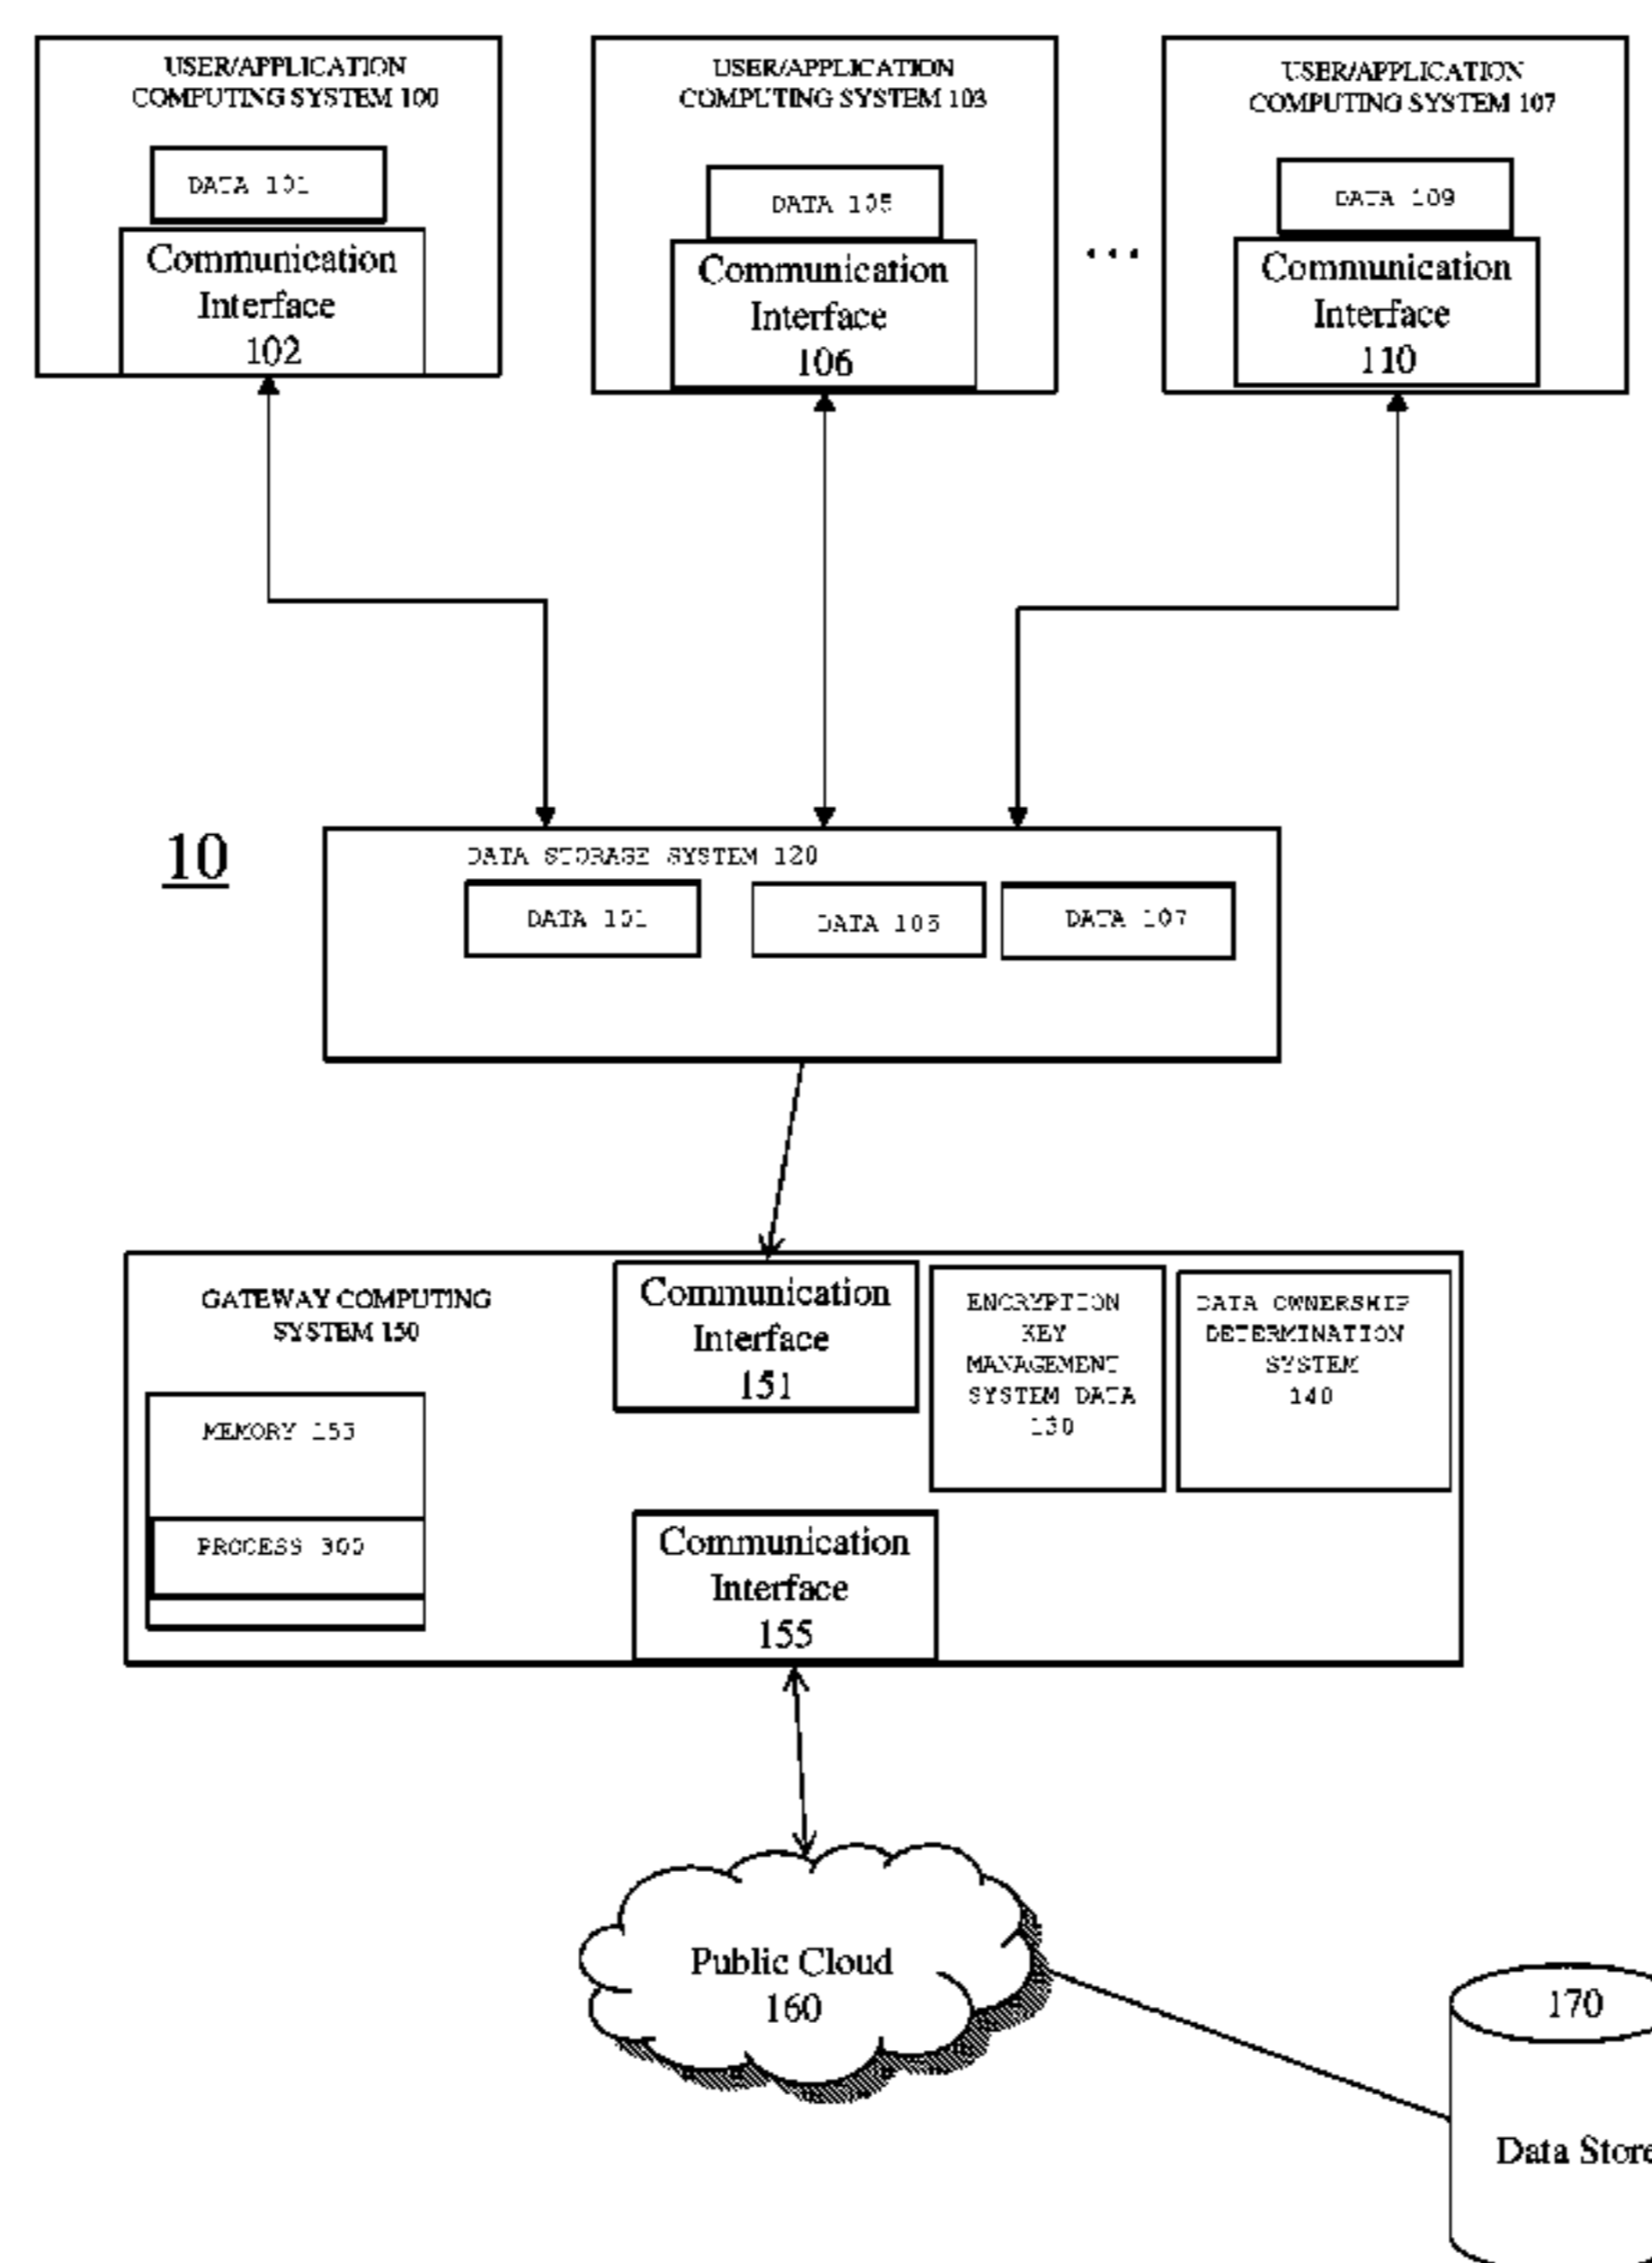 USER/APPLICATION
COMPUTING SYSTEM 100
DATA 101
Communication
Interface
102
USER/APPLICATION
COMPUTING SYSTEM 103
DATA 105
Communication
Interface
106
...
USER/APPLICATION
COMPUTING SYSTEM 107
DATA 109
Communication
Interface
110
10
DATA STORAGE SYSTEM 120
DATA 101
DATA 105
DATA 107
GATEWAY COMPUTING
SYSTEM 150
MEMORY 153
PROCESS 300
Communication
Interface
151
ENCRYPTION
KEY
MANAGEMENT
SYSTEM DATA
130
DATA OWNERSHIP
DETERMINATION
SYSTEM
140
Communication
Interface
155
Public Cloud
160
170
Data Store